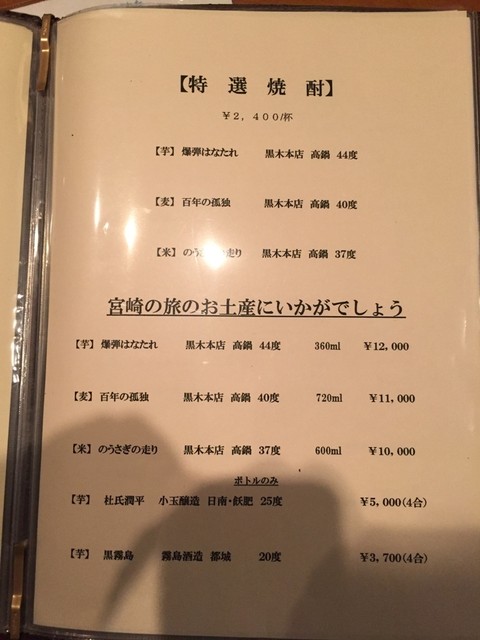 【特 選 焼 酎】
¥2,400/杯
【芋】 爆弾はなたれ 黒木本店 高鍋 44度
【麦】 百年の孤独 黒木本店 高鍋 40度
【米】 のうさぎの走り 黒木本店 高鍋 37度
宮崎の旅のお土産にいかがでしょう
【芋】 爆弾はなたれ 黒木本店 高鍋 44度 360ml ¥12,000
【麦】 百年の孤独 黒木本店 高鍋 40度 720ml ¥11,000
【米】 のうさぎの走り 黒木本店 高鍋 37度 600ml ¥10,000
ボトルのみ
【芋】 杜氏潤平 小玉醸造 日南・飫肥 25度 ¥5,000(4合)
【芋】 黒霧島 霧島酒造 都城 20度 ¥3,700(4合)